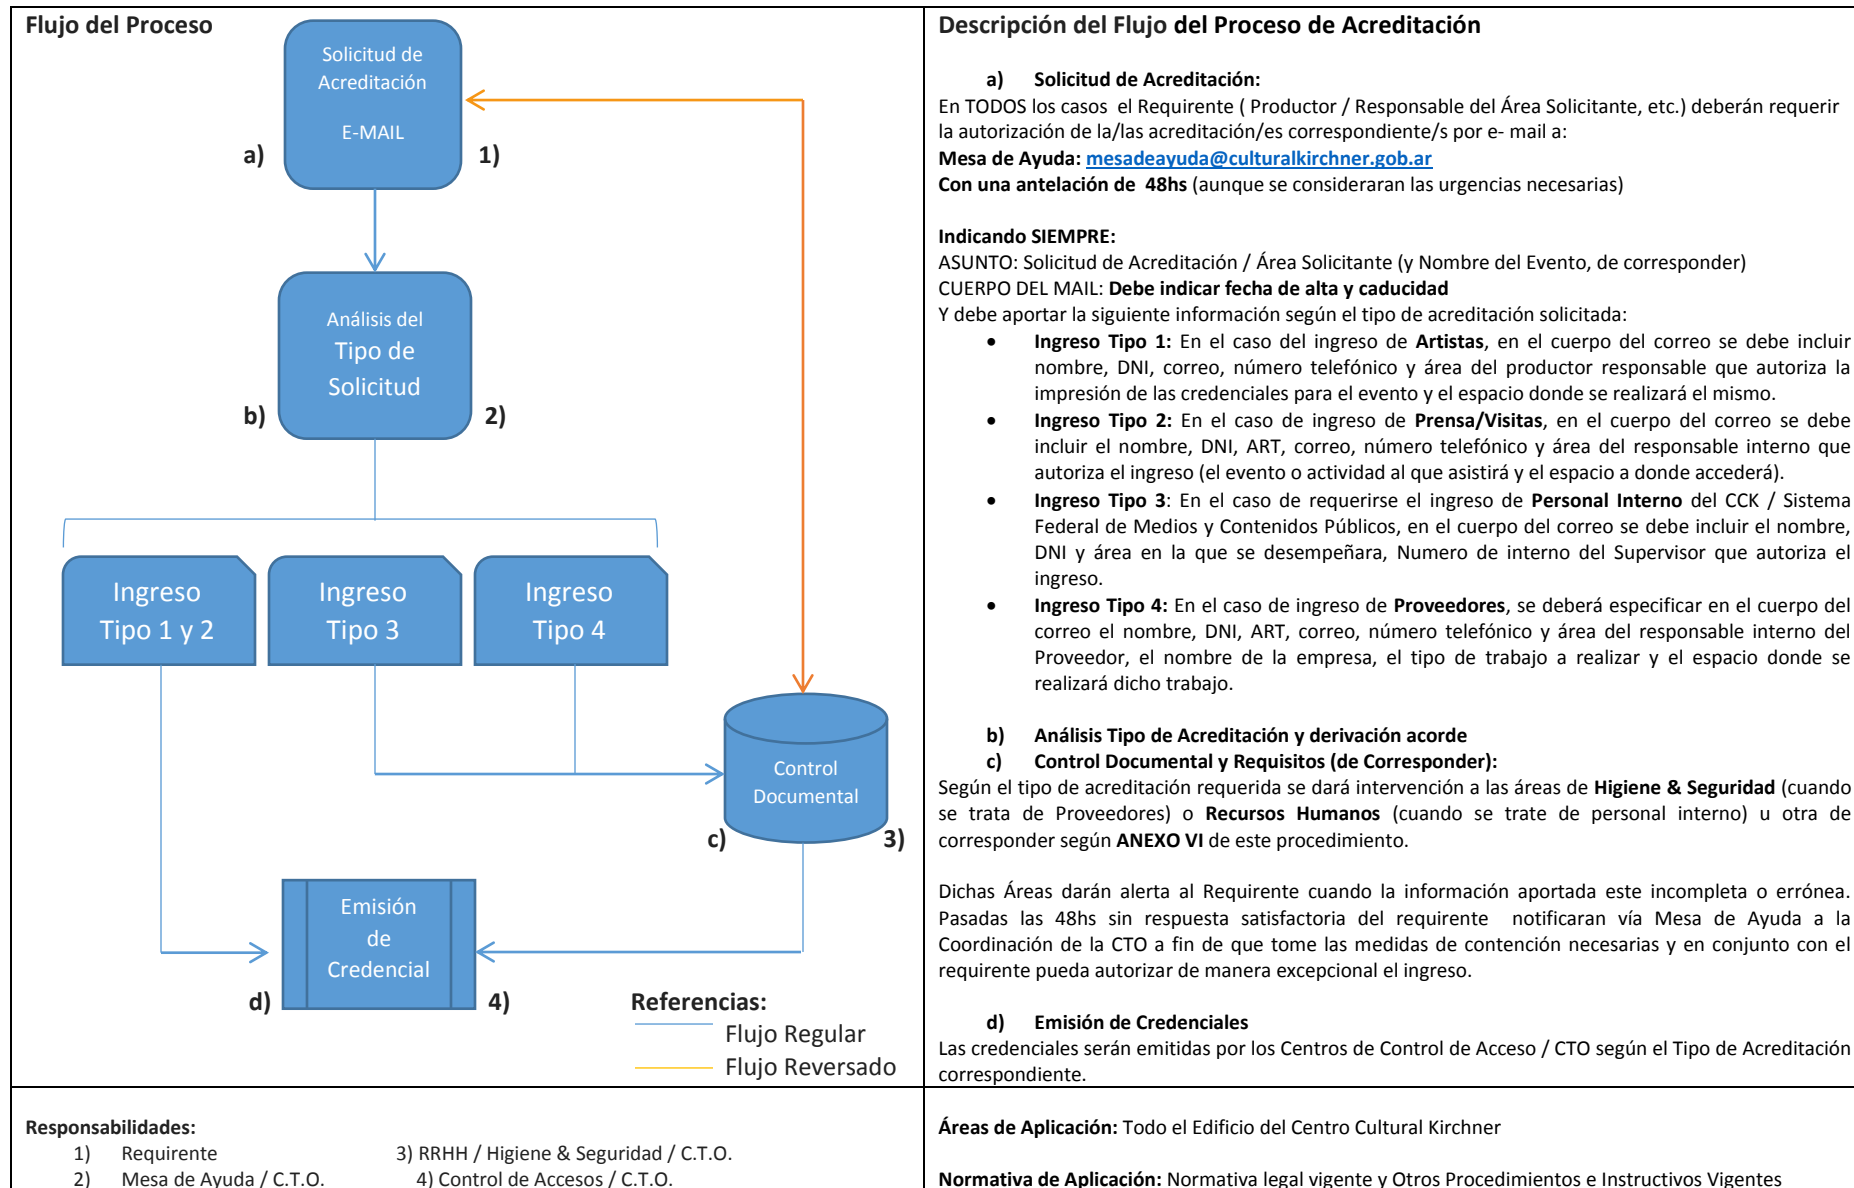 Flujo del Proceso
Solicitud de
Acreditación
E-MAIL
a)
1)
Análisis del
Tipo de
Solicitud
b)
2)
Ingreso
Tipo 1 y 2
Ingreso
Tipo 3
Ingreso
Tipo 4
Control
Documental
c)
3)
Emisión
de
Credencial
d)
4)
Referencias:
Flujo Regular
Flujo Reversado
Descripción del Flujo del Proceso de Acreditación
a) Solicitud de Acreditación:
En TODOS los casos el Requirente ( Productor / Responsable del Área Solicitante, etc.) deberán requerir
la autorización de la/las acreditación/es correspondiente/s por e- mail a:
Mesa de Ayuda: mesadeayuda@culturalkirchner.gob.ar
Con una antelación de 48hs (aunque se consideraran las urgencias necesarias)
Indicando SIEMPRE:
ASUNTO: Solicitud de Acreditación / Área Solicitante (y Nombre del Evento, de corresponder)
CUERPO DEL MAIL: Debe indicar fecha de alta y caducidad
Y debe aportar la siguiente información según el tipo de acreditación solicitada:
• Ingreso Tipo 1: En el caso del ingreso de Artistas, en el cuerpo del correo se debe incluir
nombre, DNI, correo, número telefónico y área del productor responsable que autoriza la
impresión de las credenciales para el evento y el espacio donde se realizará el mismo.
• Ingreso Tipo 2: En el caso de ingreso de Prensa/Visitas, en el cuerpo del correo se debe
incluir el nombre, DNI, ART, correo, número telefónico y área del responsable interno que
autoriza el ingreso (el evento o actividad al que asistirá y el espacio a donde accederá).
• Ingreso Tipo 3: En el caso de requerirse el ingreso de Personal Interno del CCK / Sistema
Federal de Medios y Contenidos Públicos, en el cuerpo del correo se debe incluir el nombre,
DNI y área en la que se desempeñara, Numero de interno del Supervisor que autoriza el
ingreso.
• Ingreso Tipo 4: En el caso de ingreso de Proveedores, se deberá especificar en el cuerpo del
correo el nombre, DNI, ART, correo, número telefónico y área del responsable interno del
Proveedor, el nombre de la empresa, el tipo de trabajo a realizar y el espacio donde se
realizará dicho trabajo.
b) Análisis Tipo de Acreditación y derivación acorde
c) Control Documental y Requisitos (de Corresponder):
Según el tipo de acreditación requerida se dará intervención a las áreas de Higiene & Seguridad (cuando
se trata de Proveedores) o Recursos Humanos (cuando se trate de personal interno) u otra de
corresponder según ANEXO VI de este procedimiento.
Dichas Áreas darán alerta al Requirente cuando la información aportada este incompleta o errónea.
Pasadas las 48hs sin respuesta satisfactoria del requirente notificaran vía Mesa de Ayuda a la
Coordinación de la CTO a fin de que tome las medidas de contención necesarias y en conjunto con el
requirente pueda autorizar de manera excepcional el ingreso.
d) Emisión de Credenciales
Las credenciales serán emitidas por los Centros de Control de Acceso / CTO según el Tipo de Acreditación
correspondiente.
Responsabilidades:
1) Requirente 3) RRHH / Higiene & Seguridad / C.T.O.
2) Mesa de Ayuda / C.T.O. 4) Control de Accesos / C.T.O.
Áreas de Aplicación: Todo el Edificio del Centro Cultural Kirchner
Normativa de Aplicación: Normativa legal vigente y Otros Procedimientos e Instructivos Vigentes